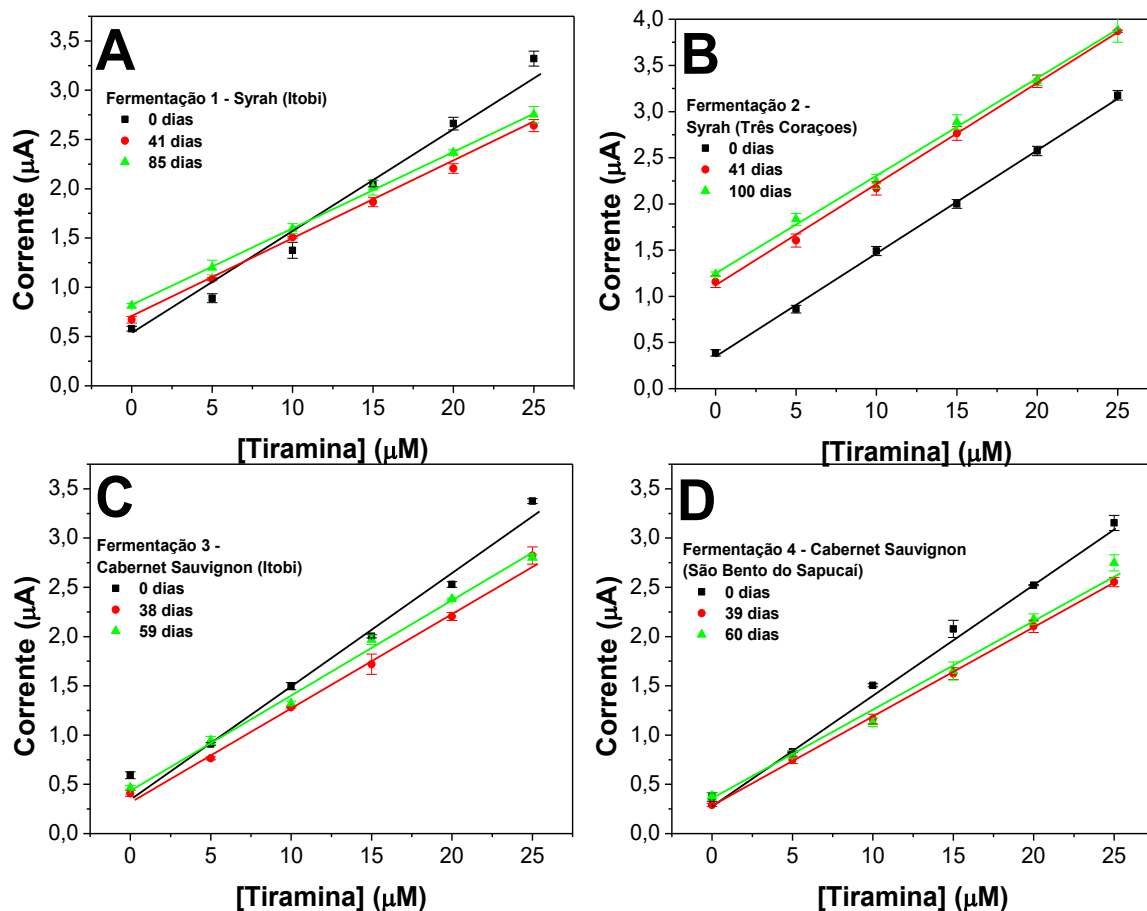 A
Fermentação 1 - Syrah (Itobi)
0 dias
41 dias
85 dias
Corrente (μA)
3,5
3,0
2,5
2,0
1,5
1,0
0,5
0,0
0 5 10 15 20 25
[Tiramina] (μM)
B
Fermentação 2 -
Syrah (Três Coraçoes)
0 dias
41 dias
100 dias
Corrente (μA)
4,0
3,5
3,0
2,5
2,0
1,5
1,0
0,5
0,0
0 5 10 15 20 25
[Tiramina] (μM)
C
Fermentação 3 -
Cabernet Sauvignon (Itobi)
0 dias
38 dias
59 dias
Corrente (μA)
3,5
3,0
2,5
2,0
1,5
1,0
0,5
0,0
0 5 10 15 20 25
[Tiramina] (μM)
D
Fermentação 4 - Cabernet Sauvignon
(São Bento do Sapucaí)
0 dias
39 dias
60 dias
Corrente (μA)
3,5
3,0
2,5
2,0
1,5
1,0
0,5
0,0
0 5 10 15 20 25
[Tiramina] (μM)